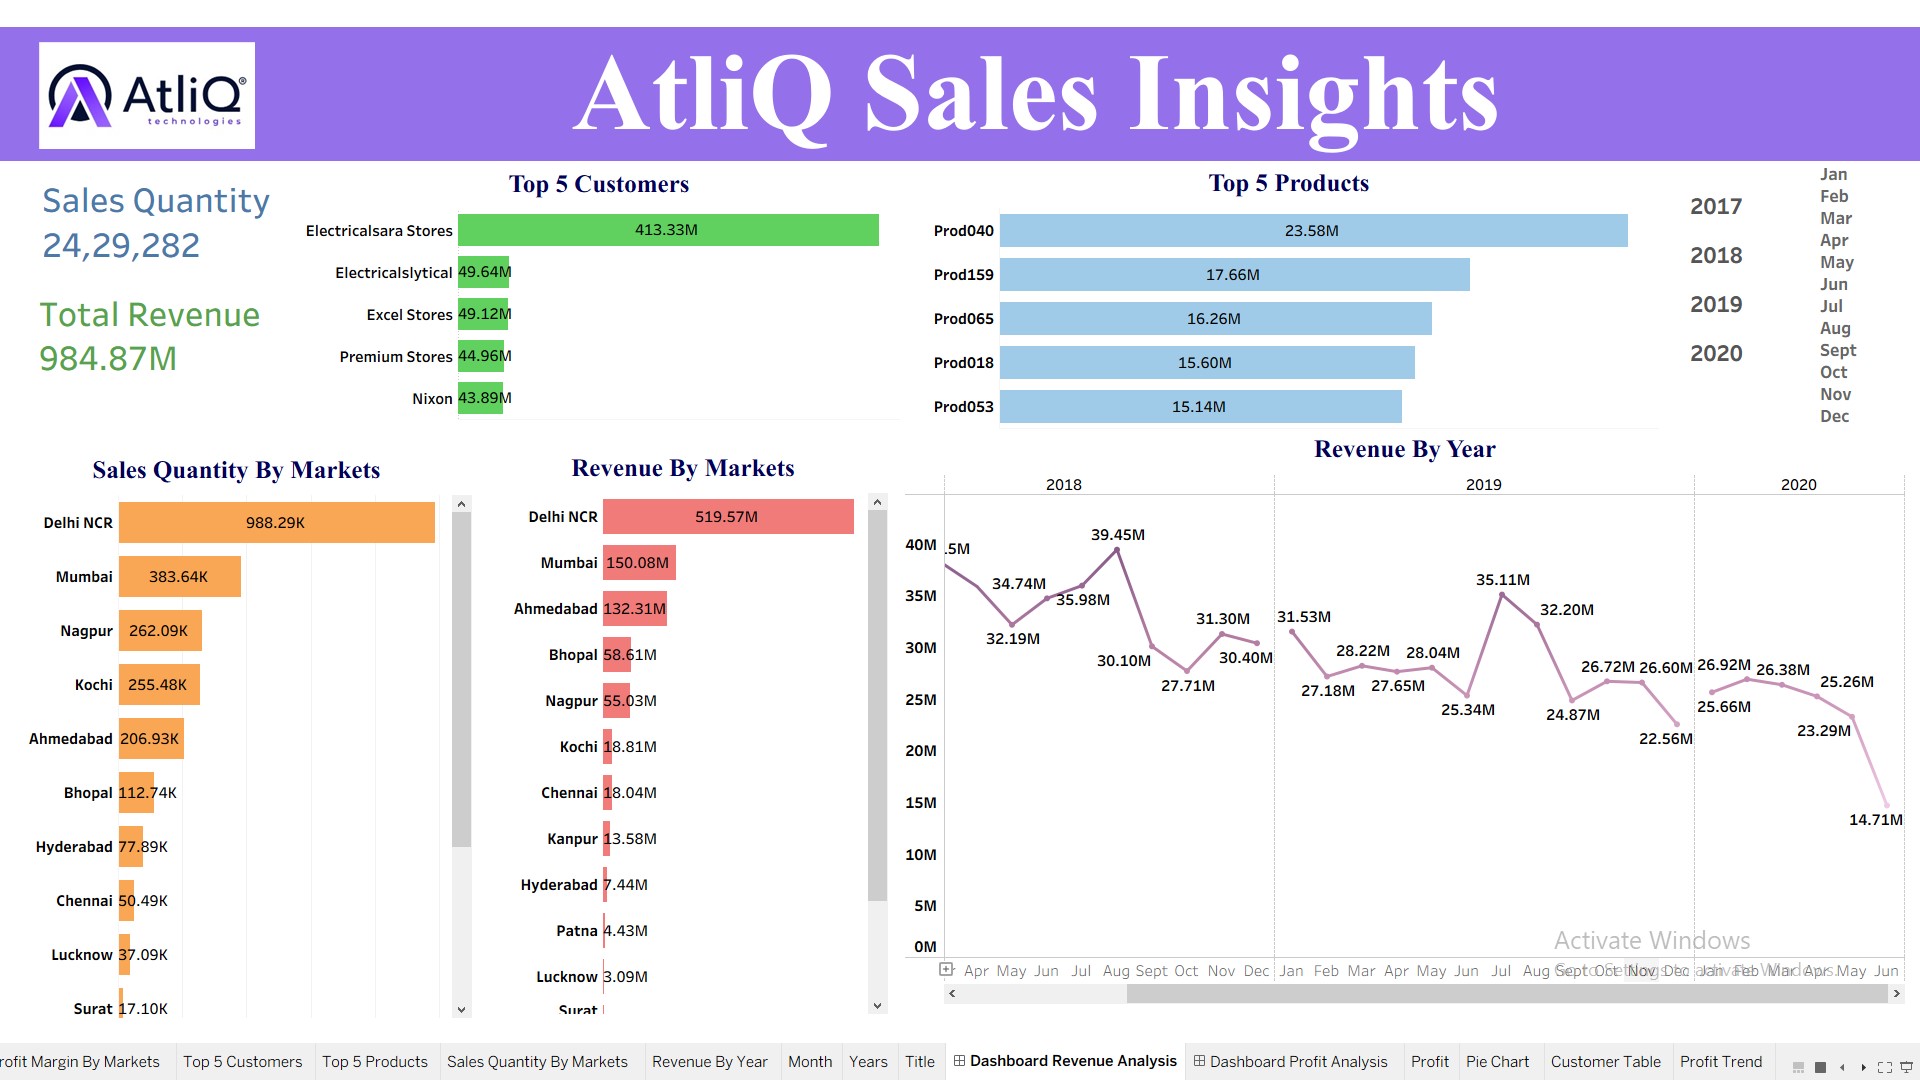 AtliQ®
technologies
AtliQ Sales Insights
Sales Quantity
24,29,282
Total Revenue
984.87M
Top 5 Customers
Electricalsara Stores 413.33M
Electricalslytical 49.64M
Excel Stores 49.12M
Premium Stores 44.96M
Nixon 43.89M
Top 5 Products
Prod040 23.58M
Prod159 17.66M
Prod065 16.26M
Prod018 15.60M
Prod053 15.14M
2017
2018
2019
2020
Jan
Feb
Mar
Apr
May
Jun
Jul
Aug
Sept
Oct
Nov
Dec
Sales Quantity By Markets
Delhi NCR 988.29K
Mumbai 383.64K
Nagpur 262.09K
Kochi 255.48K
Ahmedabad 206.93K
Bhopal 112.74K
Hyderabad 77.89K
Chennai 50.49K
Lucknow 37.09K
Surat 17.10K
Revenue By Markets
Delhi NCR 519.57M
Mumbai 150.08M
Ahmedabad 132.31M
Bhopal 58.61M
Nagpur 55.03M
Kochi 18.81M
Chennai 18.04M
Kanpur 13.58M
Hyderabad 7.44M
Patna 4.43M
Lucknow 3.09M
Surat
Revenue By Year
2018 2019 2020
40M
35M
30M
25M
20M
15M
10M
5M
0M
.5M
32.19M
34.74M
35.98M
39.45M
30.10M
27.71M
31.30M
30.40M
31.53M
27.18M
28.22M
27.65M
28.04M
25.34M
35.11M
32.20M
24.87M
26.72M
26.60M
22.56M
25.66M
26.92M
26.38M
25.26M
23.29M
14.71M
r Apr May Jun Jul Aug Sept Oct Nov Dec Jan Feb Mar Apr May Jun Jul Aug Sept Oct Nov Dec Jan Feb Mar Apr May Jun
Activate Windows
Go to Settings to activate Windows.
rofit Margin By Markets Top 5 Customers Top 5 Products Sales Quantity By Markets Revenue By Year Month Years Title Dashboard Revenue Analysis Dashboard Profit Analysis Profit Pie Chart Customer Table Profit Trend